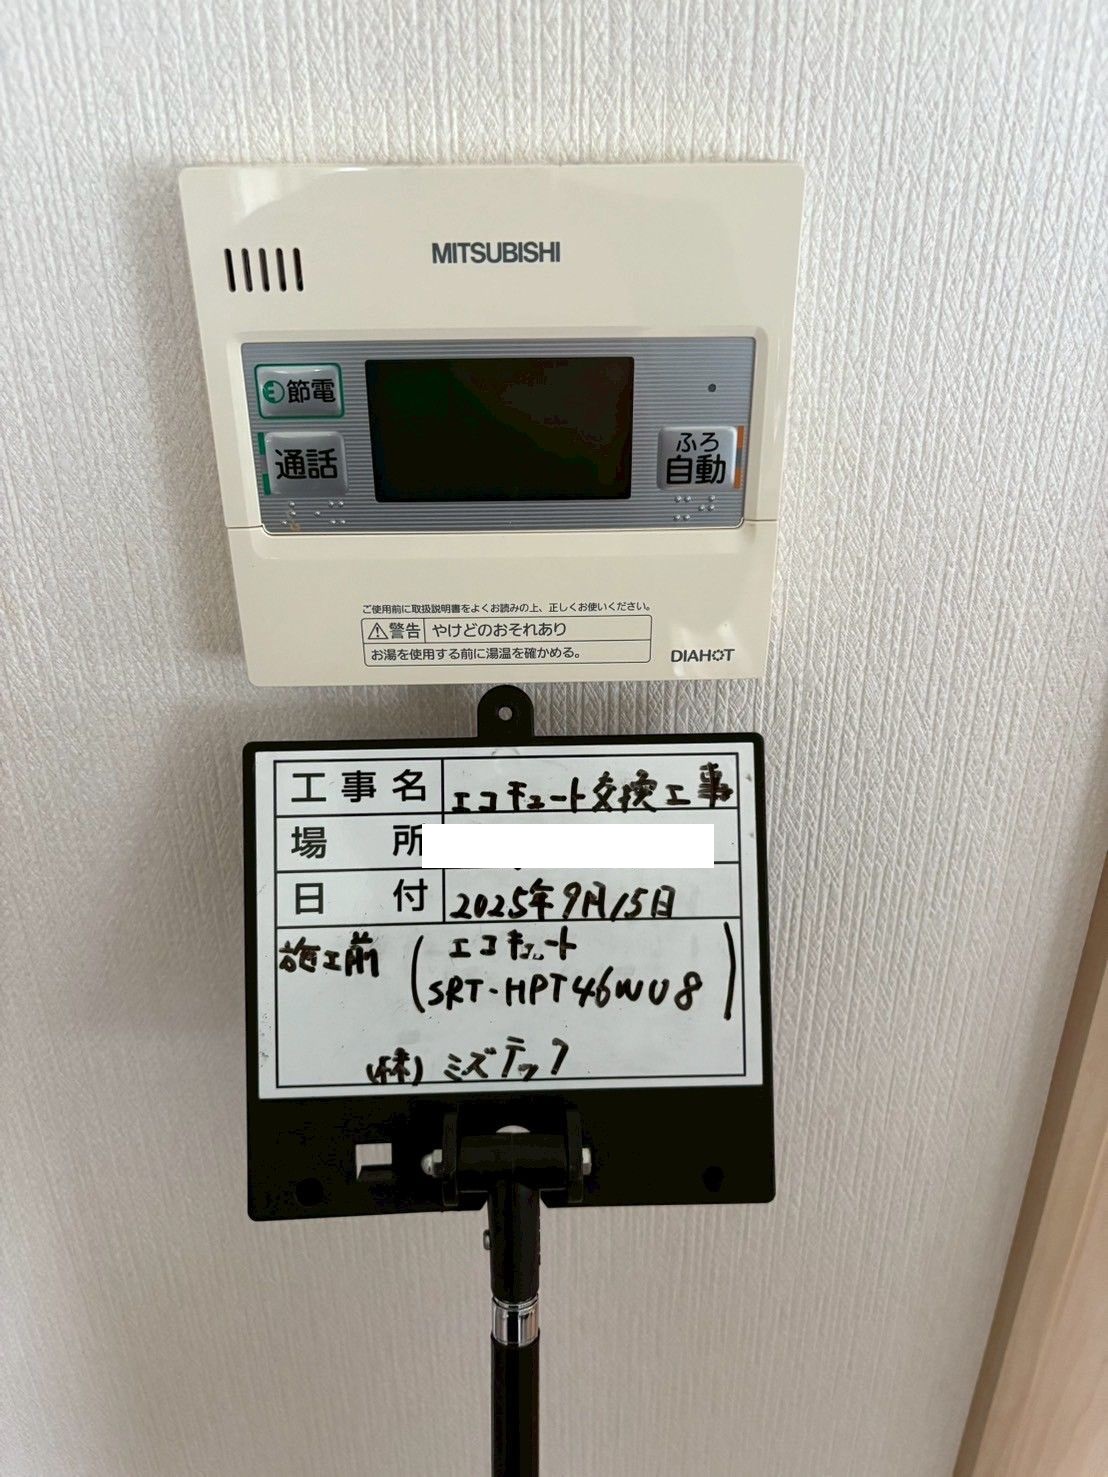 MITSUBISHI
節電
通話
ふろ
自動
ご使用前に取扱説明書をよくお読みの上、正しくお使いください。
警告 やけどのおそれあり
お湯を使用する前に湯温を確かめる。
DIAHOT
工事名 エコキュート交換工事
場所
日付 2025年9月15日
施工前 (エコキュート
SRT-HPT46WU8)
(株)ミズテック